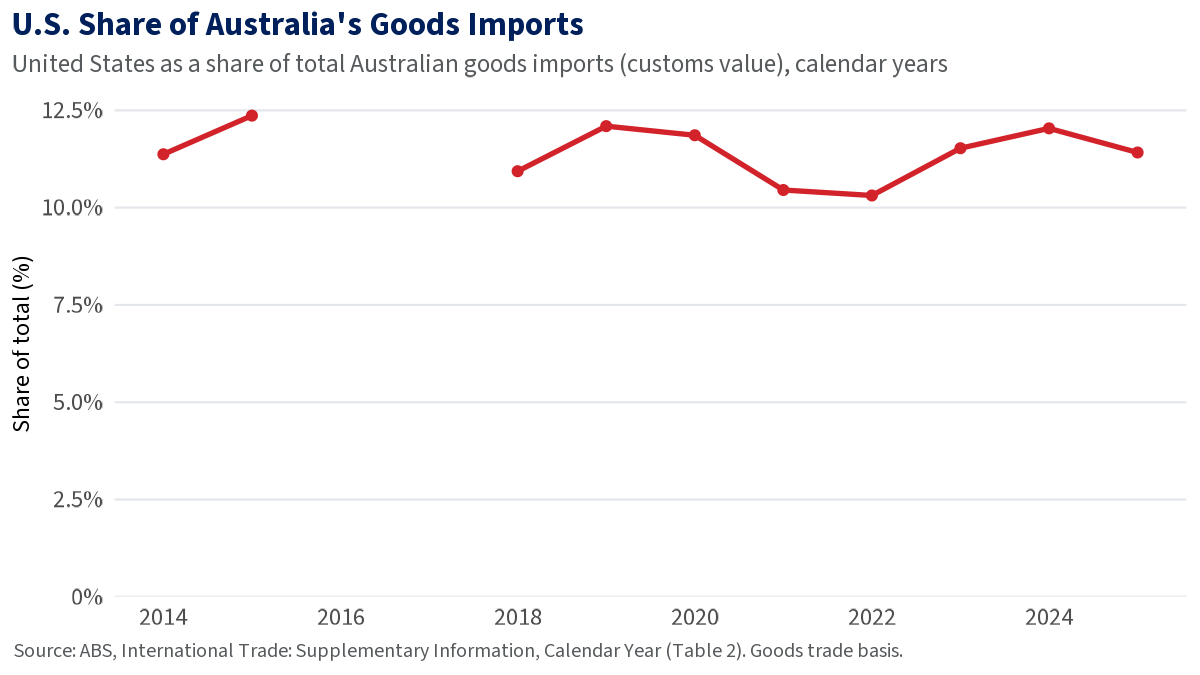 U.S. Share of Australia's Goods Imports
United States as a share of total Australian goods imports (customs value), calendar years
Share of total (%)
12.5%
10.0%
7.5%
5.0%
2.5%
0%
2014 2016 2018 2020 2022 2024
Source: ABS, International Trade: Supplementary Information, Calendar Year (Table 2). Goods trade basis.